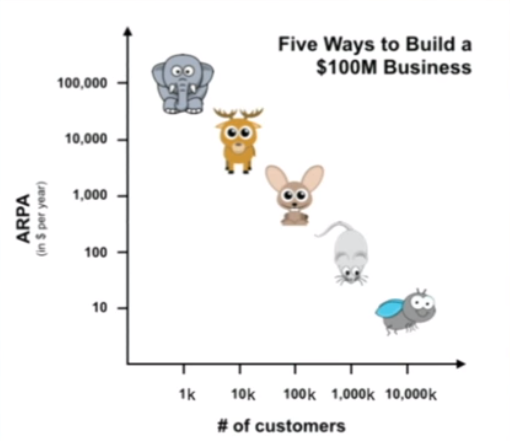 Five Ways to Build a
$100M Business
100,000
10,000
1,000
100
10
ARPA
(in $ per year)
1k 10k 100k 1,000k 10,000k
# of customers